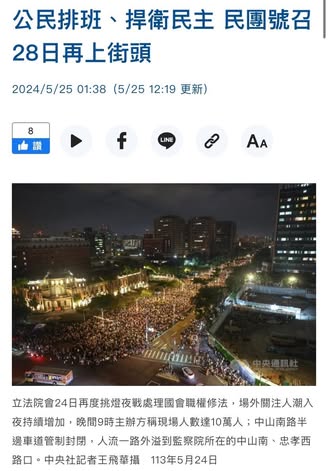 公民排班、捍衛民主 民團號召
28日再上街頭
2024/5/25 01:38（5/25 12:19 更新）
8
讚
LINE
AA
中央通訊社
立法院會24日再度挑燈夜戰處理國會職權修法，場外關注人潮入
夜持續增加，晚間9時主辦方稱現場人數達10萬人；中山南路半
邊車道管制封閉，人流一路外溢到監察院所在的中山南、忠孝西
路口。中央社記者王飛華攝　113年5月24日